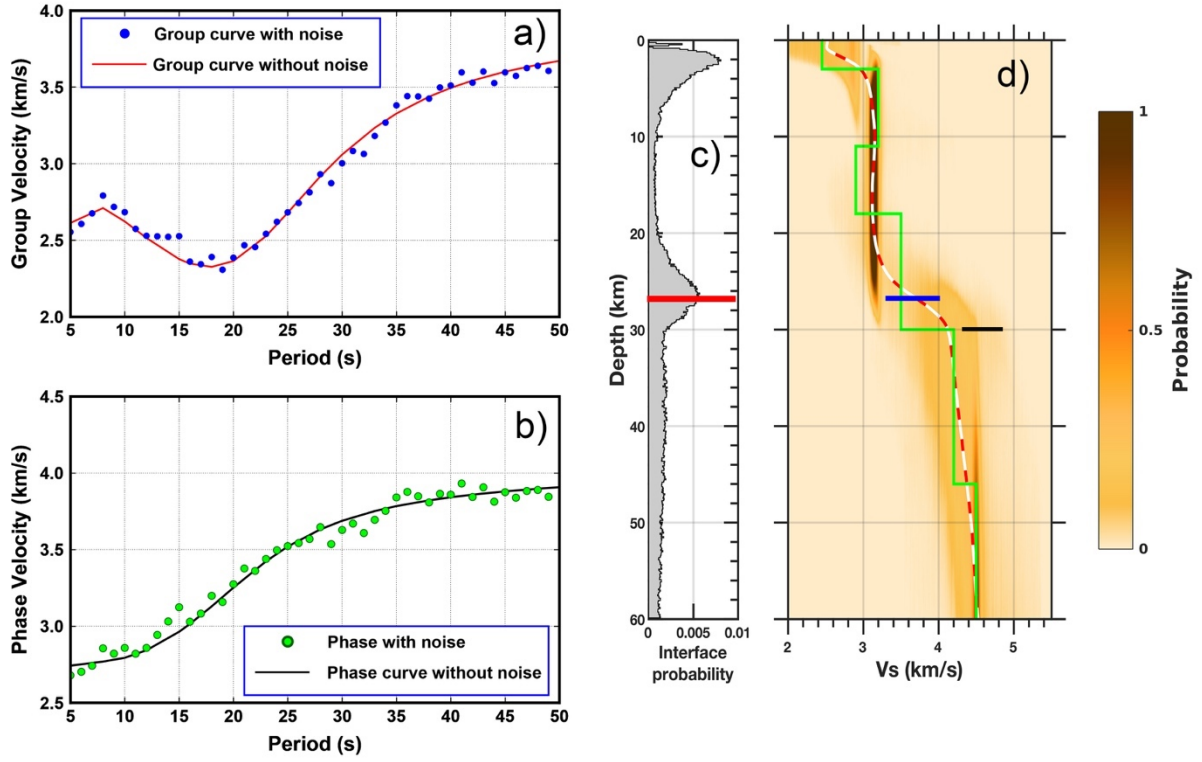 a)
Group curve with noise
Group curve without noise
4.0
3.5
3.0
2.5
2.0
Group Velocity (km/s)
5 10 15 20 25 30 35 40 45 50
Period (s)
b)
Phase with noise
Phase curve without noise
4.5
4.0
3.5
3.0
2.5
Phase Velocity (km/s)
5 10 15 20 25 30 35 40 45 50
Period (s)
c)
0
10
20
30
40
50
60
Depth (km)
0 0.005 0.01
Interface
probability
d)
2 3 4 5
Vs (km/s)
1
0.5
0
Probability